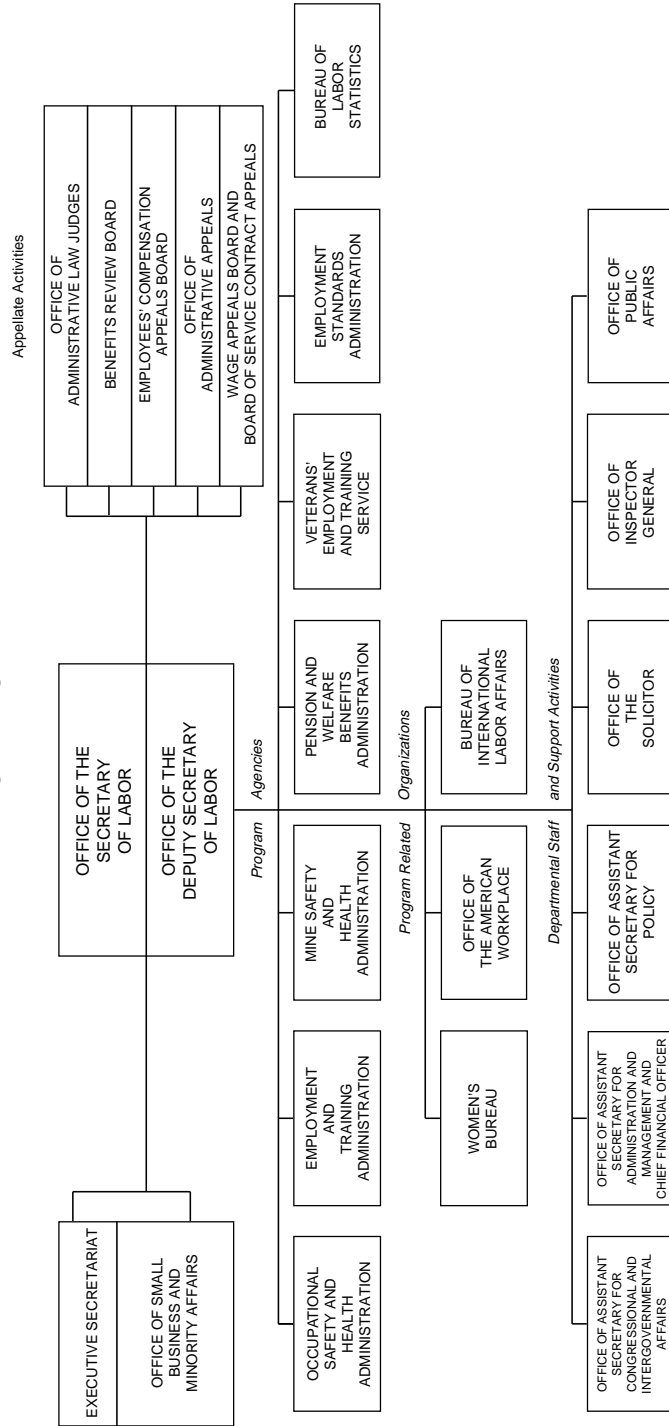 EXECUTIVE SECRETARIAT
OFFICE OF SMALL
BUSINESS AND
MINORITY AFFAIRS
OFFICE OF THE
SECRETARY
OF LABOR
OFFICE OF THE
DEPUTY SECRETARY
OF LABOR
Appellate Activities
OFFICE OF
ADMINISTRATIVE LAW JUDGES
BENEFITS REVIEW BOARD
EMPLOYEES' COMPENSATION
APPEALS BOARD
OFFICE OF
ADMINISTRATIVE APPEALS
WAGE APPEALS BOARD AND
BOARD OF SERVICE CONTRACT APPEALS
Program Agencies
OCCUPATIONAL
SAFETY AND
HEALTH
ADMINISTRATION
EMPLOYMENT
AND
TRAINING
ADMINISTRATION
MINE SAFETY
AND
HEALTH
ADMINISTRATION
PENSION AND
WELFARE
BENEFITS
ADMINISTRATION
VETERANS'
EMPLOYMENT
AND TRAINING
SERVICE
EMPLOYMENT
STANDARDS
ADMINISTRATION
BUREAU OF
LABOR
STATISTICS
Program Related Organizations
WOMEN'S
BUREAU
OFFICE OF
THE AMERICAN
WORKPLACE
BUREAU OF
INTERNATIONAL
LABOR AFFAIRS
Departmental Staff and Support Activities
OFFICE OF ASSISTANT
SECRETARY FOR
CONGRESSIONAL AND
INTERGOVERNMENTAL
AFFAIRS
OFFICE OF ASSISTANT
SECRETARY FOR
ADMINISTRATION AND
MANAGEMENT AND
CHIEF FINANCIAL OFFICER
OFFICE OF ASSISTANT
SECRETARY FOR
POLICY
OFFICE OF
THE
SOLICITOR
OFFICE OF
INSPECTOR
GENERAL
OFFICE OF
PUBLIC
AFFAIRS